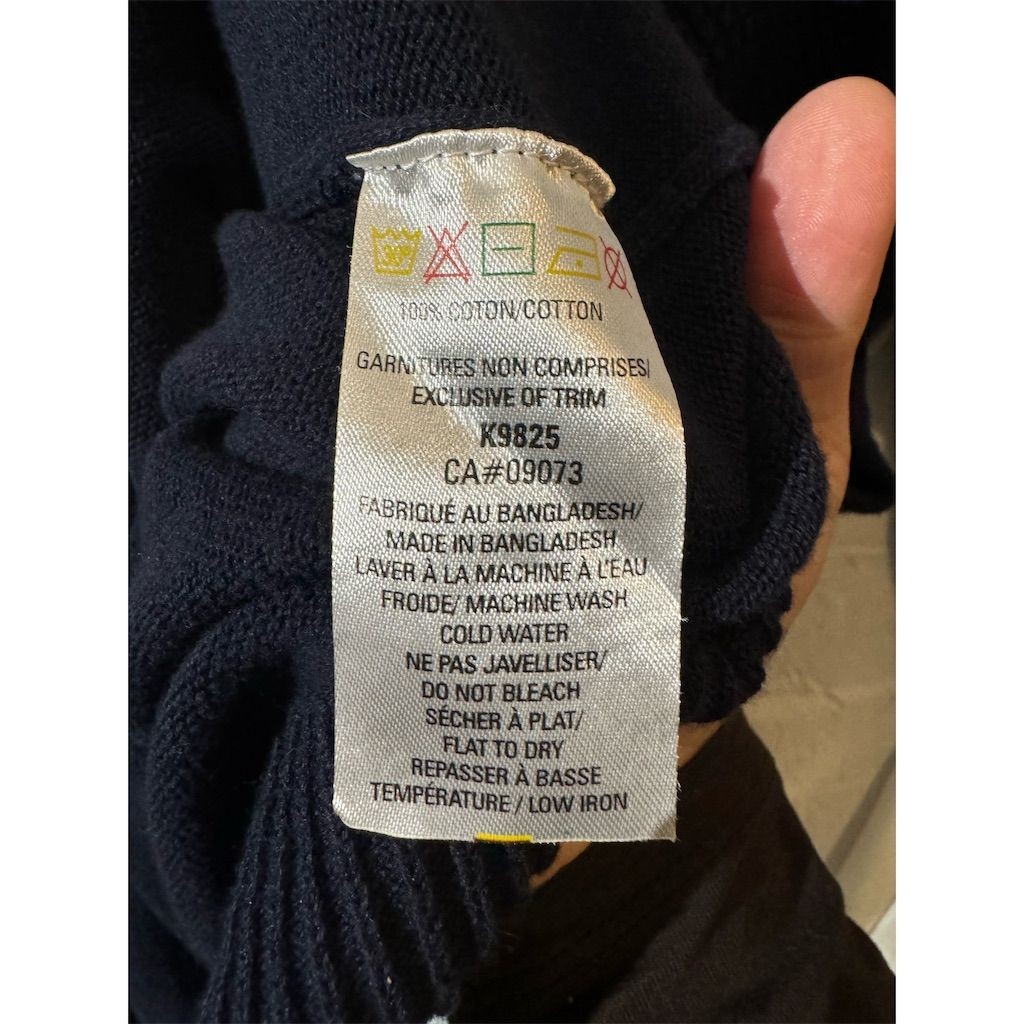 30°
100% COTON/COTTON
GARNITURES NON COMPRISES/
EXCLUSIVE OF TRIM
K9825
CA#09073
FABRIQUÉ AU BANGLADESH/
MADE IN BANGLADESH
LAVER À LA MACHINE À L'EAU
FROIDE/ MACHINE WASH
COLD WATER
NE PAS JAVELLISER/
DO NOT BLEACH
SÉCHER À PLAT/
FLAT TO DRY
REPASSER À BASSE
TEMPÉRATURE / LOW IRON